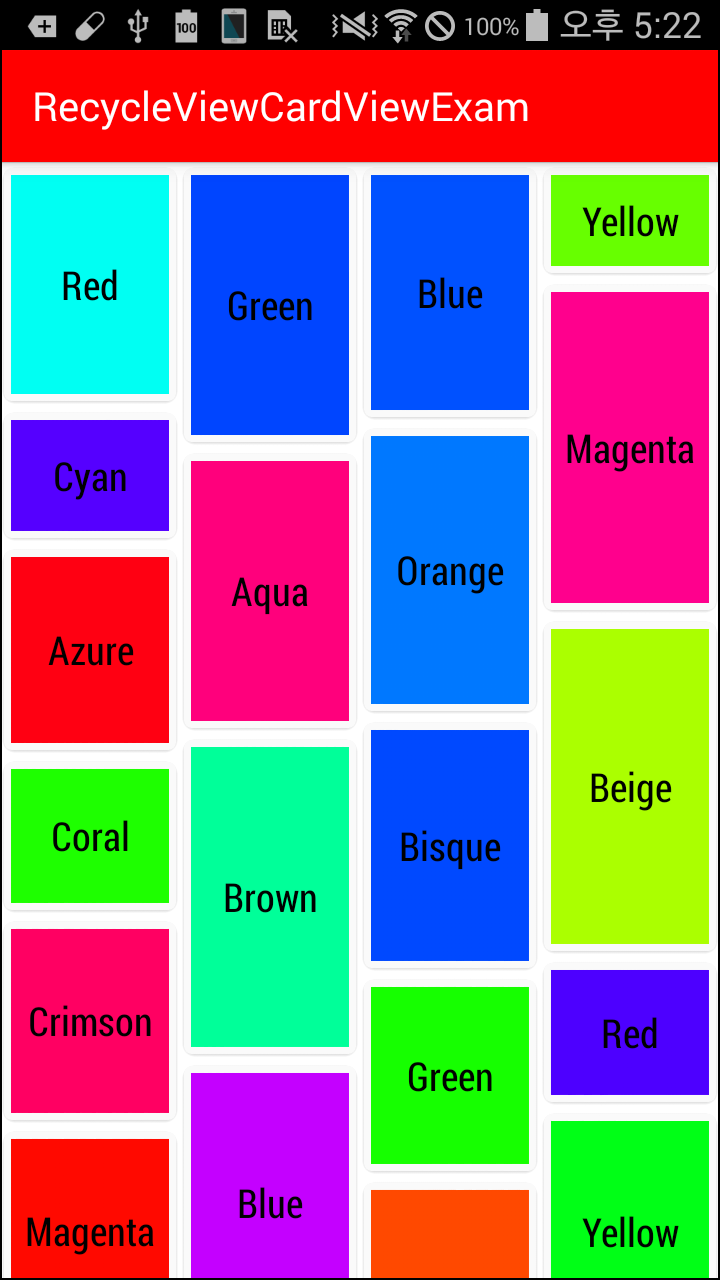 100
100% 오후 5:22
RecycleViewCardViewExam
Red
Green
Blue
Yellow
Cyan
Aqua
Orange
Magenta
Azure
Brown
Bisque
Beige
Coral
Crimson
Green
Red
Magenta
Blue
Yellow